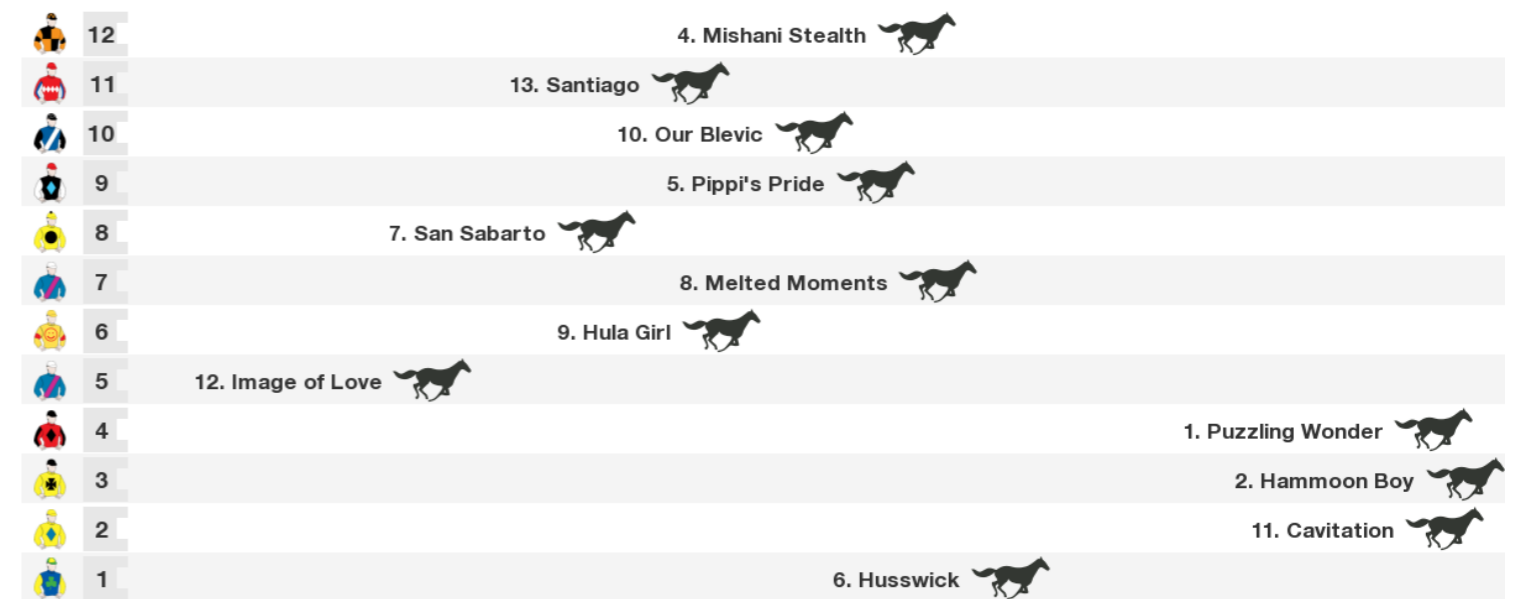 12 4. Mishani Stealth
11 13. Santiago
10 10. Our Blevic
9 5. Pippi's Pride
8 7. San Sabarto
7 8. Melted Moments
6 9. Hula Girl
5 12. Image of Love
4 1. Puzzling Wonder
3 2. Hammoon Boy
2 11. Cavitation
1 6. Husswick